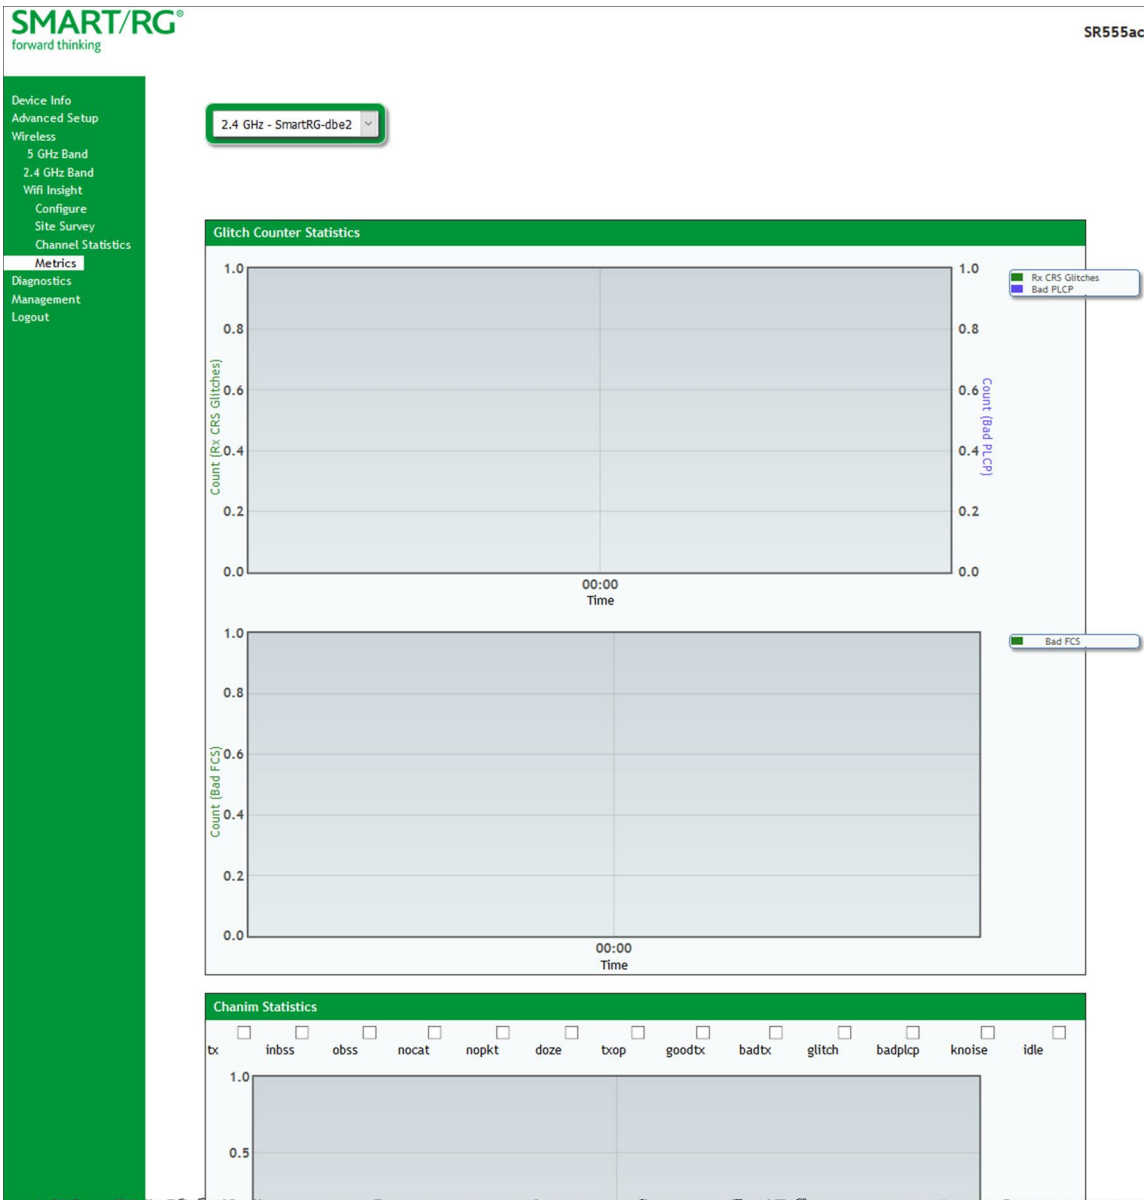 SMART/RG®
forward thinking
SR555ac
Device Info
Advanced Setup
Wireless
5 GHz Band
2.4 GHz Band
Wifi Insight
Configure
Site Survey
Channel Statistics
Metrics
Diagnostics
Management
Logout
2.4 GHz - SmartRG-dbe2
Glitch Counter Statistics
1.0
0.8
0.6
0.4
0.2
0.0
Count (Rx CRS Glitches)
1.0
0.8
0.6
0.4
0.2
0.0
Count (Bad PLCP)
00:00
Time
Rx CRS Glitches
Bad PLCP
1.0
0.8
0.6
0.4
0.2
0.0
Count (Bad FCS)
00:00
Time
Bad FCS
Chanim Statistics
tx inbss obss nocat nopkt doze txop goodtx badtx glitch badplcp knoise idle
1.0
0.5